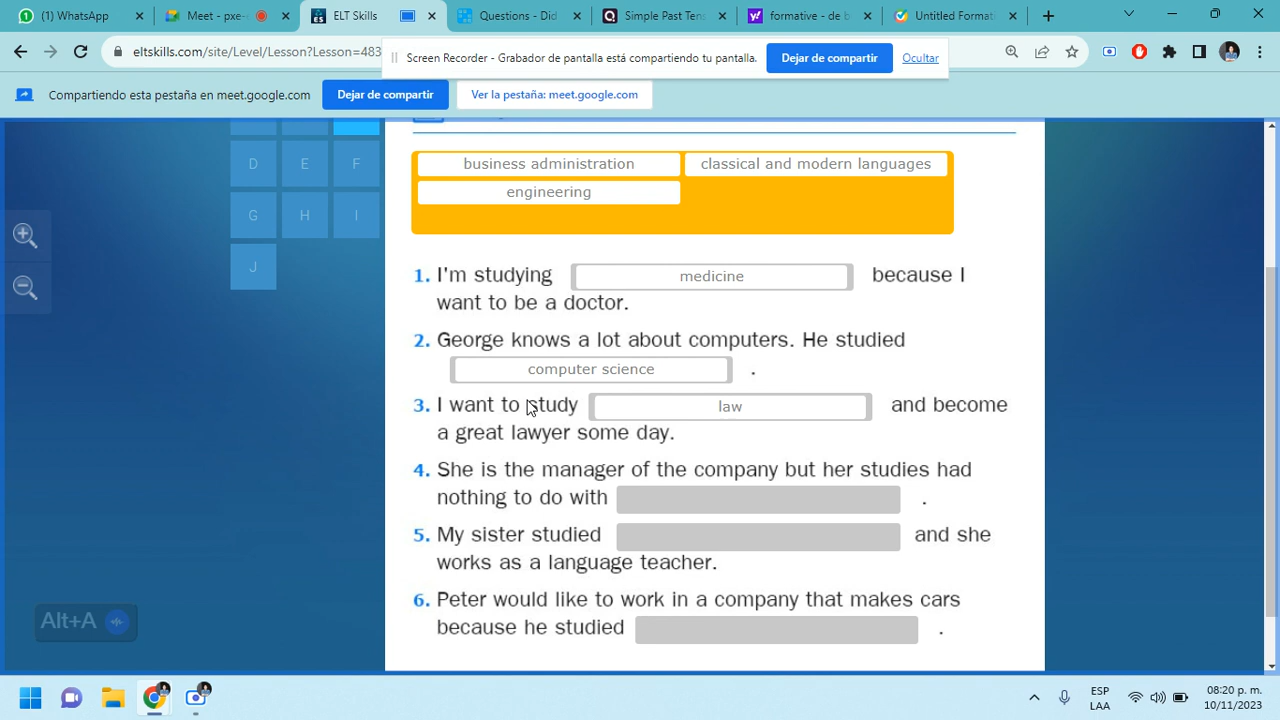 (1) WhatsApp
Meet - pxe-
ELT Skills
Questions - Did
Simple Past Ten
formative - de b
Untitled Format
eltskills.com/site/Level/Lesson?Lesson=483
Screen Recorder - Grabador de pantalla está compartiendo tu pantalla.
Dejar de compartir
Ocultar
Compartiendo esta pestaña en meet.google.com
Dejar de compartir
Ver la pestaña: meet.google.com
D E F
G H I
J
business administration
classical and modern languages
engineering
1. I'm studying medicine because I
want to be a doctor.
2. George knows a lot about computers. He studied
computer science .
3. I want to study law and become
a great lawyer some day.
4. She is the manager of the company but her studies had
nothing to do with .
5. My sister studied and she
works as a language teacher.
6. Peter would like to work in a company that makes cars
because he studied .
Alt+A
ESP
LAA
08:20 p. m.
10/11/2023